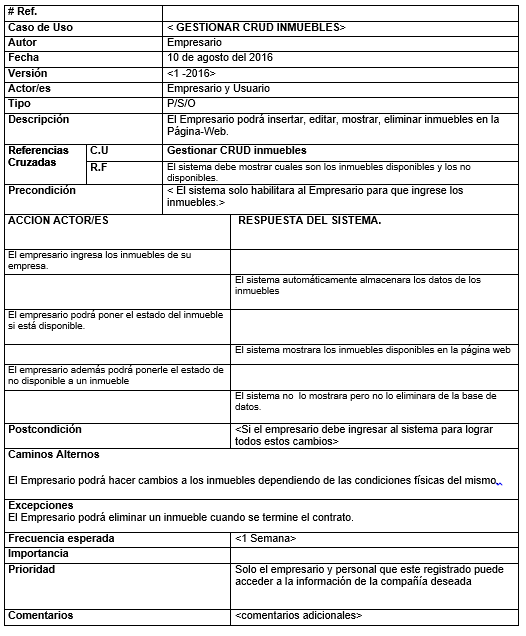 # Ref.
Caso de Uso < GESTIONAR CRUD INMUEBLES>
Autor Empresario
Fecha 10 de agosto del 2016
Versión <1 -2016>
Actor/es Empresario y Usuario
Tipo P/S/O
Descripción El Empresario podrá insertar, editar, mostrar, eliminar inmuebles en la
Página-Web.
Referencias Cruzadas C.U Gestionar CRUD inmuebles
R.F El sistema debe mostrar cuales son los inmuebles disponibles y los no
disponibles.
Precondición < El sistema solo habilitara al Empresario para que ingrese los
inmuebles.>
ACCION ACTOR/ES RESPUESTA DEL SISTEMA.
El empresario ingresa los inmuebles de su
empresa.
El sistema automáticamente almacenara los datos de los
inmuebles
El empresario podrá poner el estado del inmueble
si está disponible.
El sistema mostrara los inmuebles disponibles en la página web
El empresario además podrá ponerle el estado de
no disponible a un inmueble
El sistema no lo mostrara pero no lo eliminara de la base de
datos.
Postcondición <Si el empresario debe ingresar al sistema para lograr
todos estos cambios>
Caminos Alternos
El Empresario podrá hacer cambios a los inmuebles dependiendo de las condiciones físicas del mismo.
Excepciones
El Empresario podrá eliminar un inmueble cuando se termine el contrato.
Frecuencia esperada <1 Semana>
Importancia
Prioridad Solo el empresario y personal que este registrado puede
acceder a la información de la compañía deseada
Comentarios <comentarios adicionales>